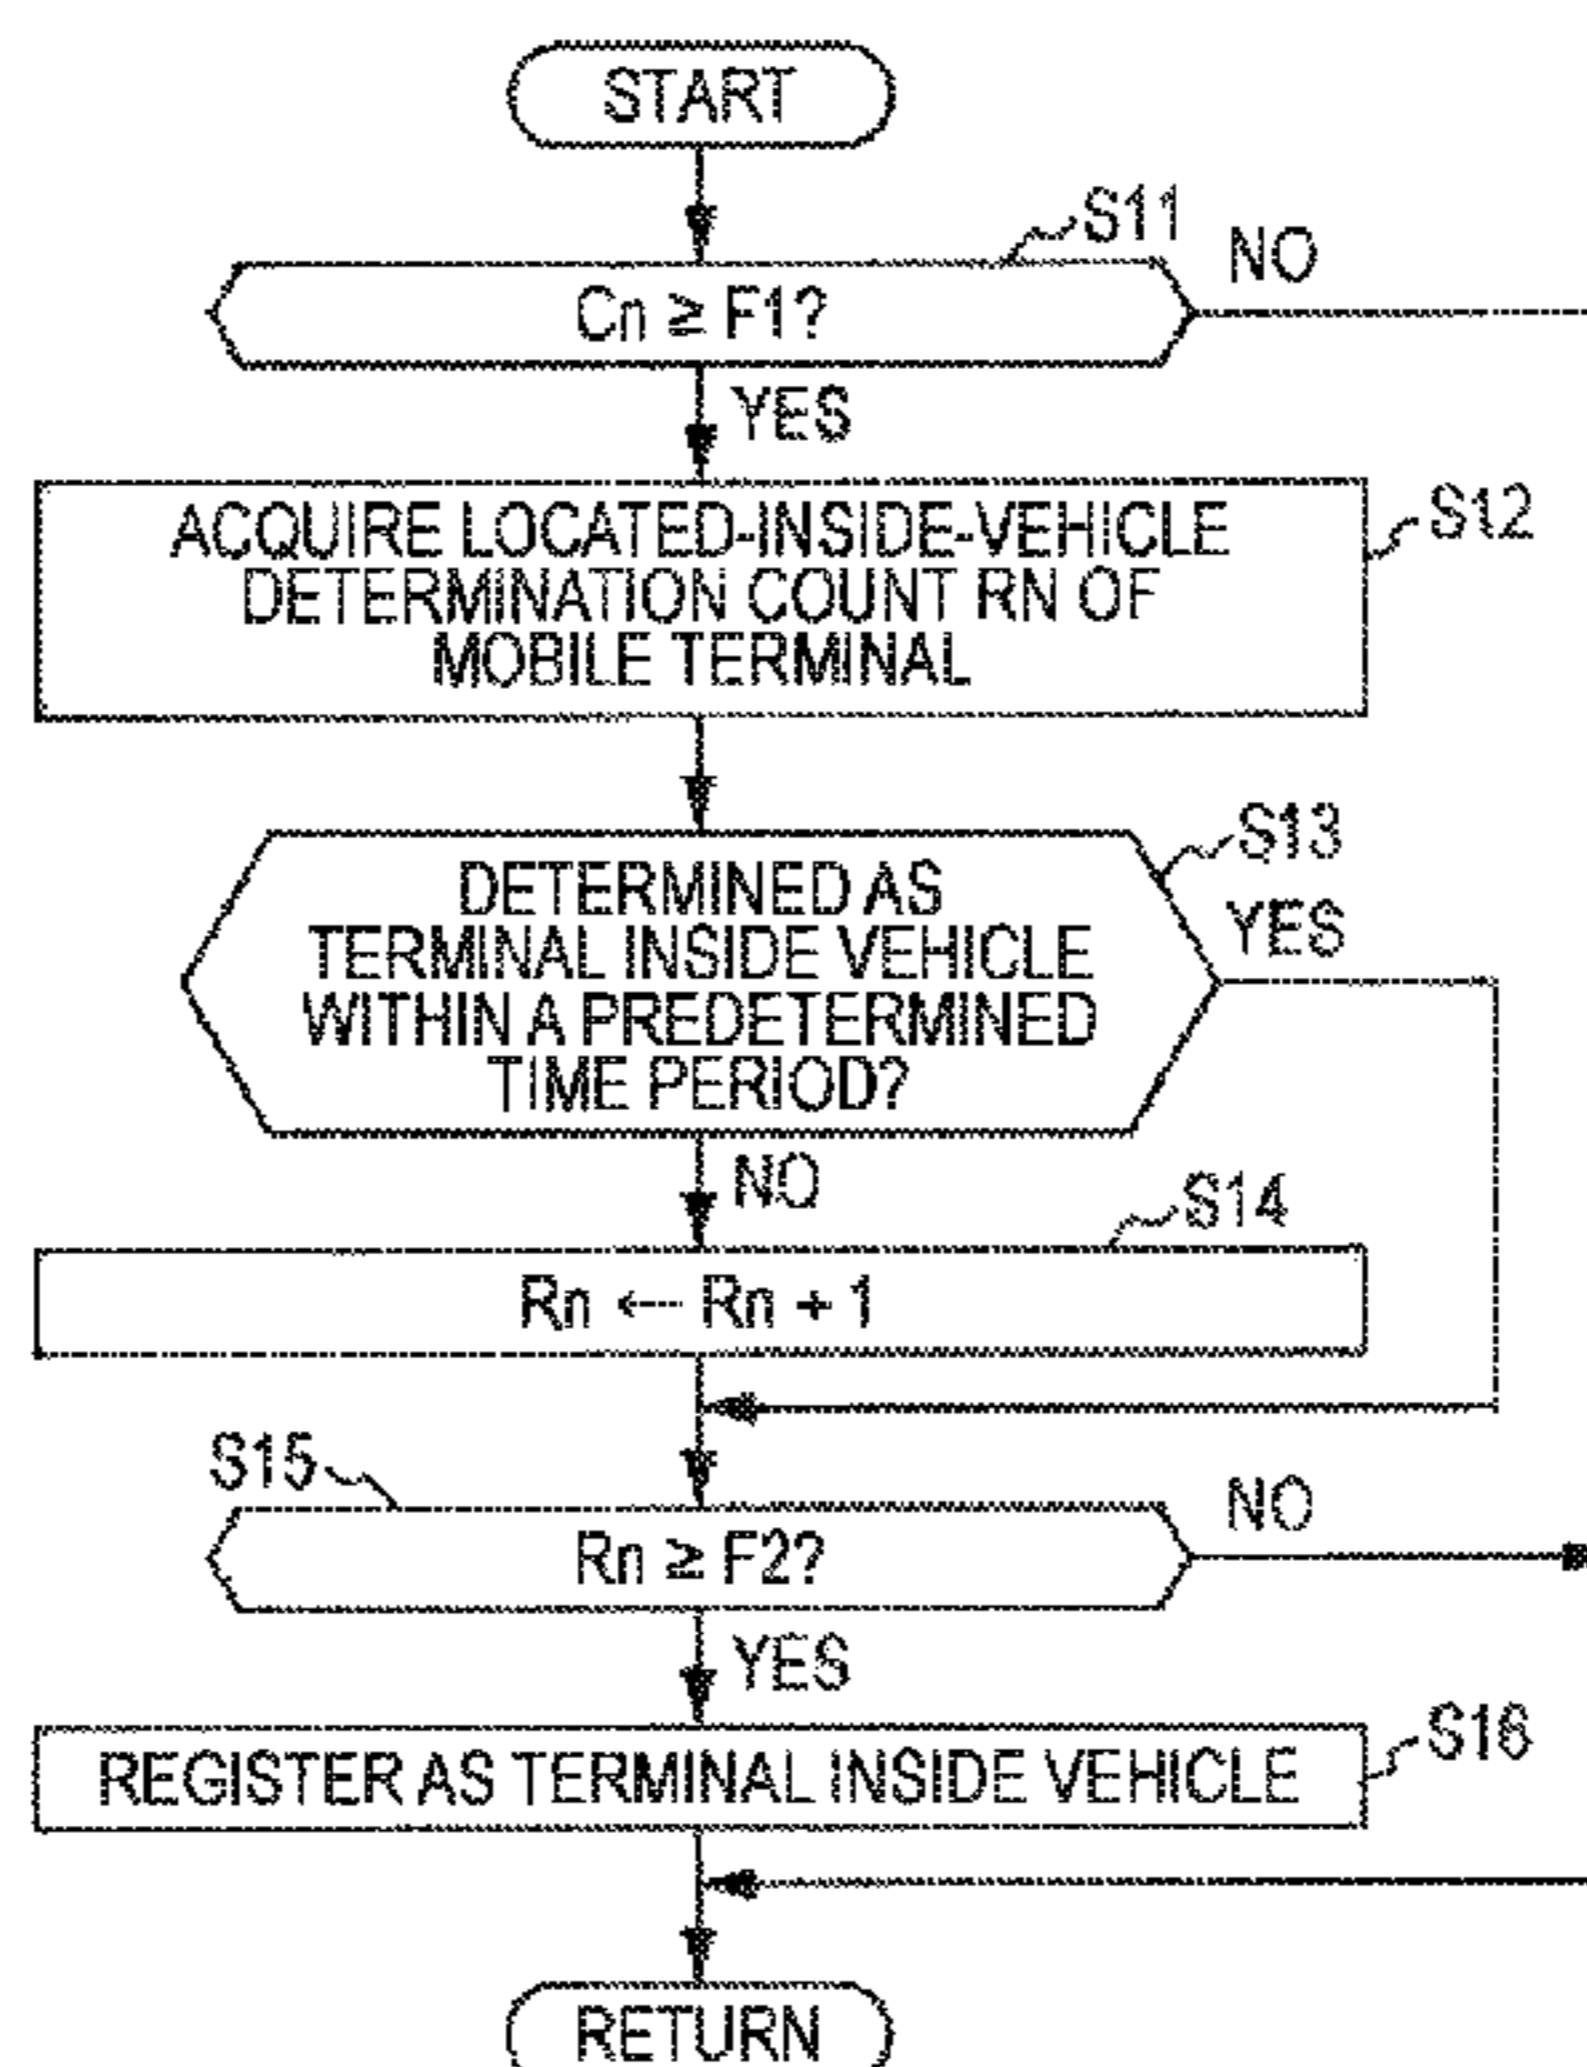 START
S11
NO
Cn ≧ F1?
YES
ACQUIRE LOCATED-INSIDE-VEHICLE
DETERMINATION COUNT RN OF
MOBILE TERMINAL
S12
S13
DETERMINED AS
TERMINAL INSIDE VEHICLE
WITHIN A PREDETERMINED
TIME PERIOD?
YES
NO
S14
Rn ← Rn + 1
S15
NO
Rn ≥ F2?
YES
REGISTER AS TERMINAL INSIDE VEHICLE
S16
RETURN